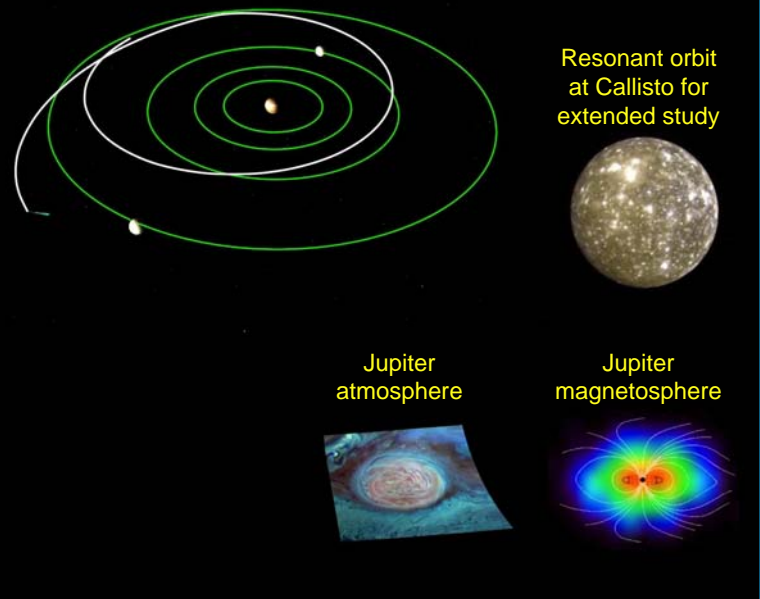 Resonant orbit
at Callisto for
extended study
Jupiter
atmosphere
Jupiter
magnetosphere